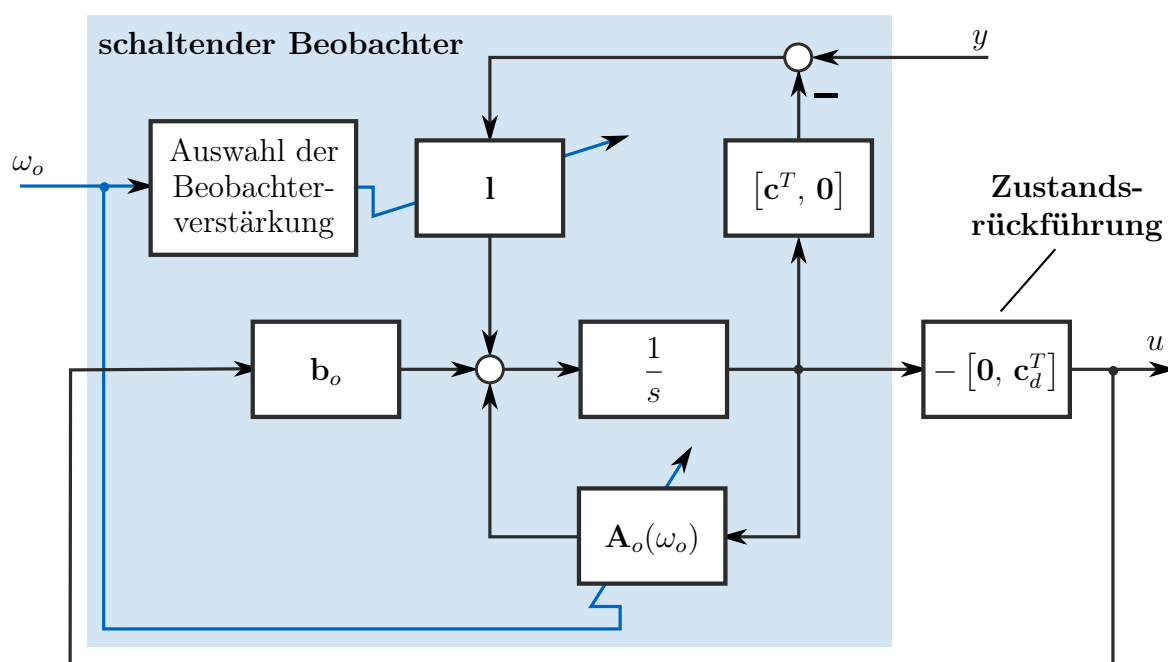 schaltender Beobachter
y
ω_o
Auswahl der
Beobachter-
verstärkung
l
−
[c^T, 0]
Zustands-
rückführung
b_o
1
s
− [0, c_d^T]
u
A_o(ω_o)